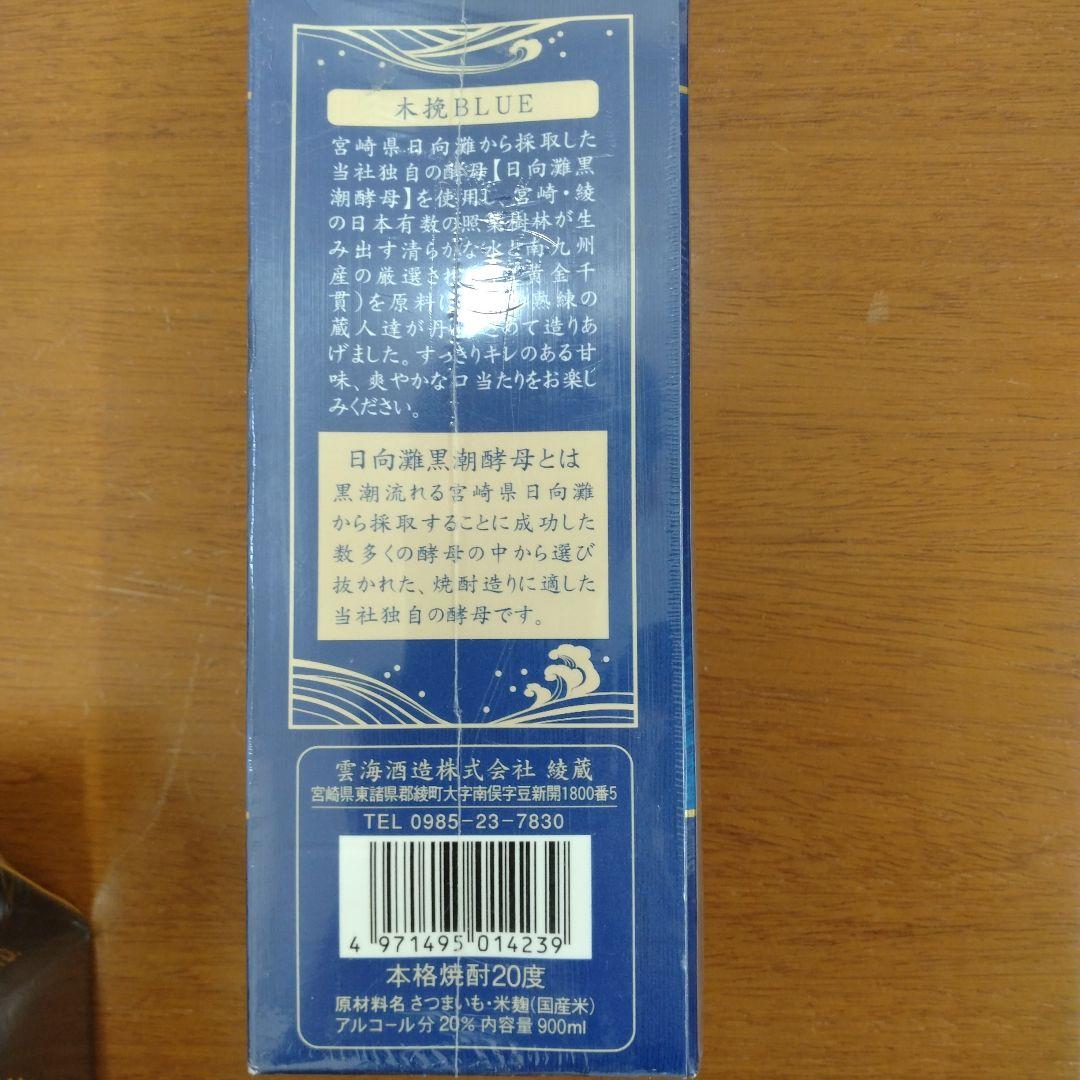 木挽BLUE
宮崎県日向灘から採取した
当社独自の酵母【日向灘黒
潮酵母】を使用し、宮崎・綾
の日本有数の照葉樹林が生
み出す清らかな水と南九州
産の厳選され 黄金千
貫)を原料に 熟練の
蔵人達が丹 めて造りあ
げました。すっきりキレのある甘
味、爽やかな口当たりをお楽し
みください。
日向灘黒潮酵母とは
黒潮流れる宮崎県日向灘
から採取することに成功した
数多くの酵母の中から選び
抜かれた、焼酎造りに適した
当社独自の酵母です。
雲海酒造株式会社 綾蔵
宮崎県東諸県郡綾町大字南俣字豆新開1800番5
TEL 0985-23-7830
4 971495 014239
本格焼酎20度
原材料名 さつまいも・米麹(国産米)
アルコール分 20% 内容量 900ml